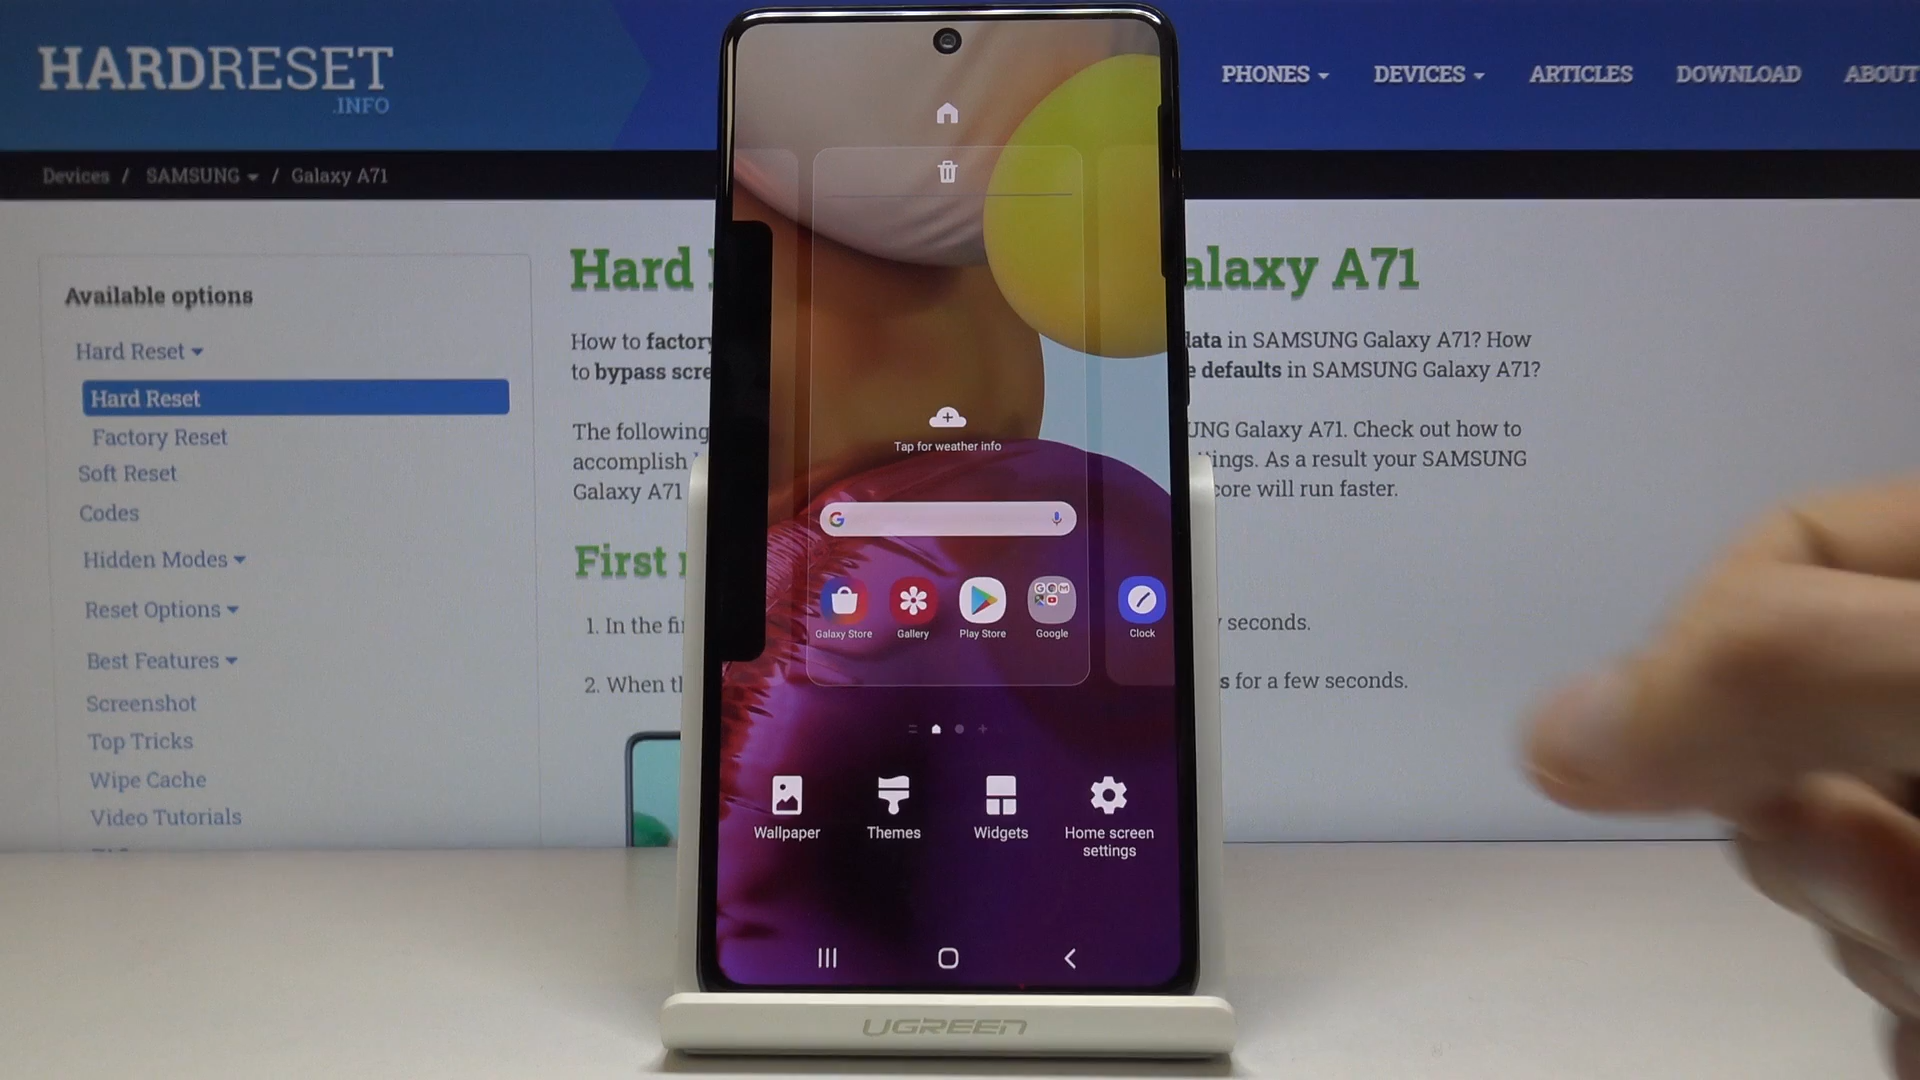 HARDRESET
.INFO
PHONES
DEVICES
ARTICLES
DOWNLOAD
ABOUT
Devices / SAMSUNG / Galaxy A71
Available options
Hard Reset
Hard Reset
Factory Reset
Soft Reset
Codes
Hidden Modes
Reset Options
Best Features
Screenshot
Top Tricks
Wipe Cache
Video Tutorials
Hard
alaxy A71
How to factory
data in SAMSUNG Galaxy A71? How
to bypass scre
e defaults in SAMSUNG Galaxy A71?
The following
UNG Galaxy A71. Check out how to
accomplish
tings. As a result your SAMSUNG
Galaxy A71
core will run faster.
First
1. In the fi
seconds.
2. When th
s for a few seconds.
Tap for weather info
G
Galaxy Store
Gallery
Play Store
Google
Clock
Wallpaper
Themes
Widgets
Home screen
settings
UGREEN